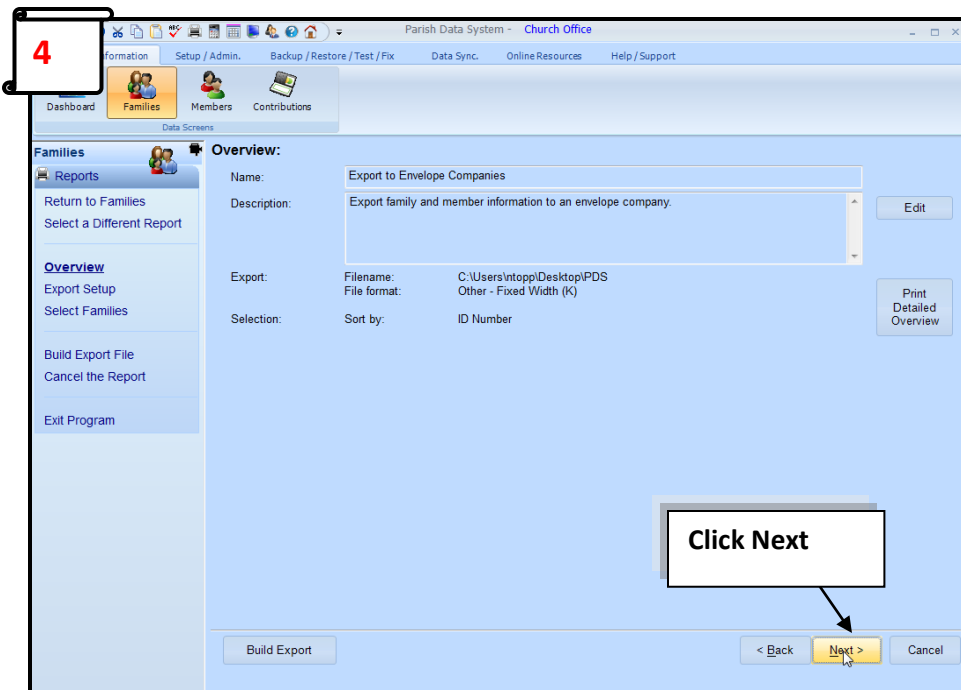 4
Parish Data System - Church Office
formation Setup / Admin. Backup / Restore / Test / Fix Data Sync. Online Resources Help / Support
Dashboard Families Members Contributions
Data Screens
Families
Reports
Return to Families
Select a Different Report
Overview
Export Setup
Select Families
Build Export File
Cancel the Report
Exit Program
Overview:
Name: Export to Envelope Companies
Description: Export family and member information to an envelope company.
Edit
Export: Filename: C:\Users\ntopp\Desktop\PDS
File format: Other - Fixed Width (K)
Selection: Sort by: ID Number
Print
Detailed
Overview
Click Next
Build Export < Back Next > Cancel